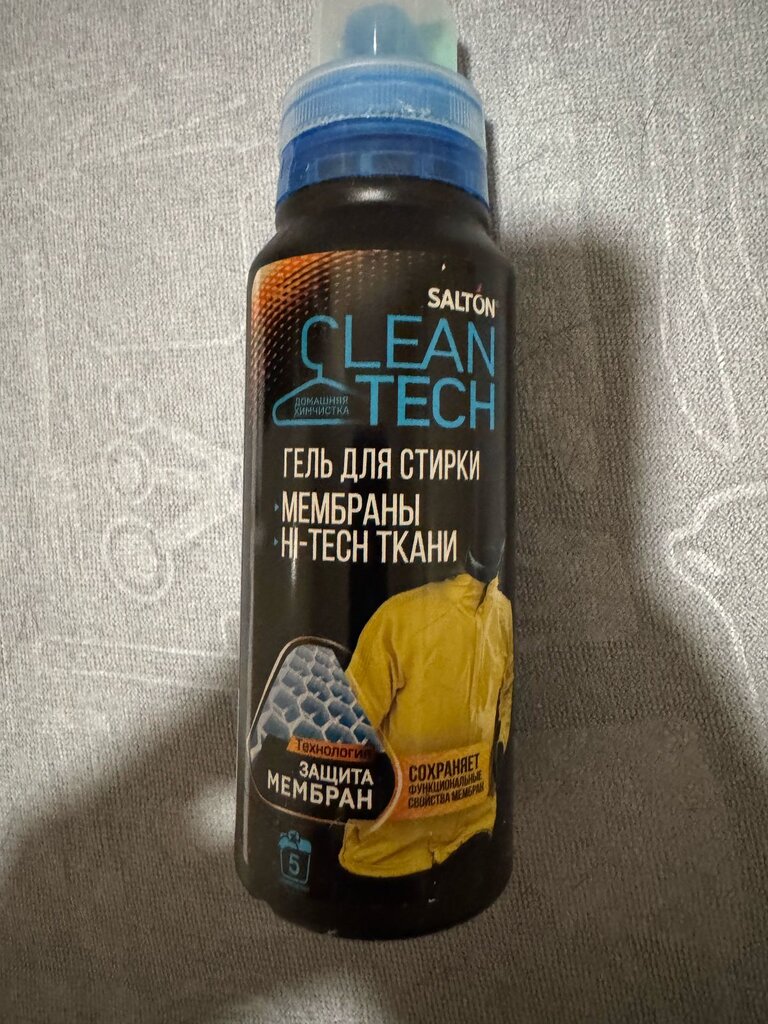 SALTON
CLEAN
TECH
ДОМАШНЯЯ
ХИМЧИСТКА
ГЕЛЬ ДЛЯ СТИРКИ
МЕМБРАНЫ
HI-TECH ТКАНИ
Технология
ЗАЩИТА
МЕМБРАН
СОХРАНЯЕТ
ФУНКЦИОНАЛЬНЫЕ
СВОЙСТВА МЕМБРАН
5